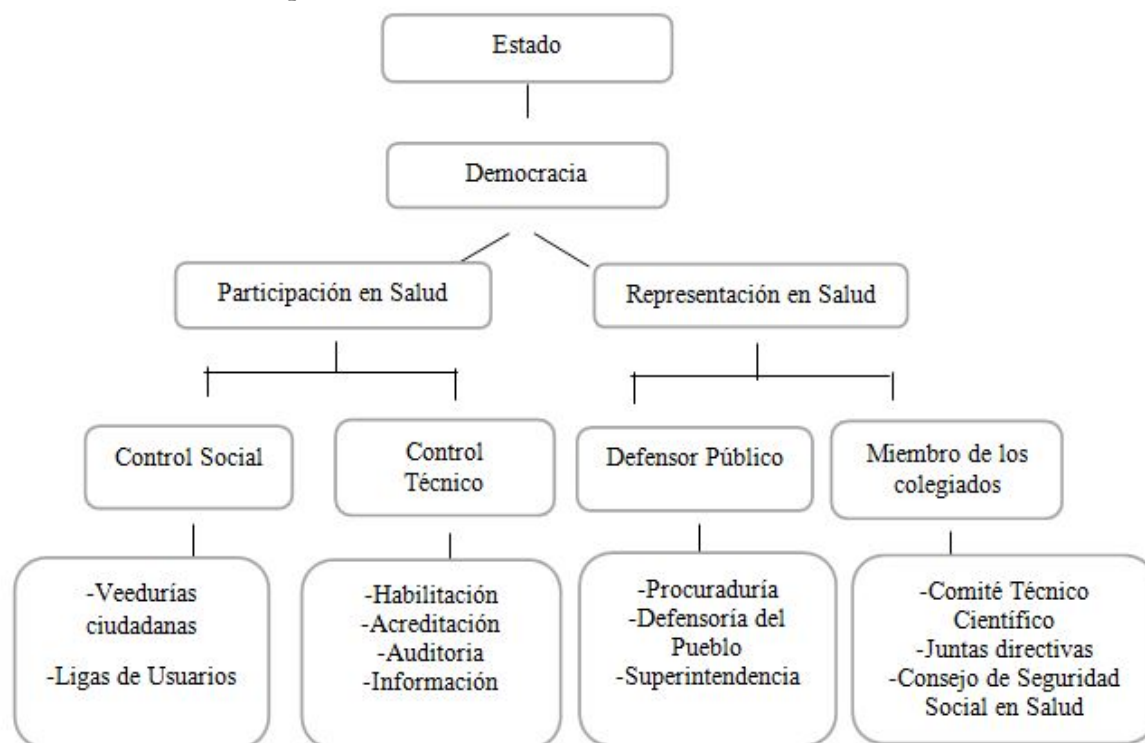 Estado
Democracia
Participación en Salud
Representación en Salud
Control Social
Control
Técnico
Defensor Público
Miembro de los
colegiados
-Veedurías
ciudadanas
-Ligas de Usuarios
-Habilitación
-Acreditación
-Auditoria
-Información
-Procuraduría
-Defensoría del
Pueblo
-Superintendencia
-Comité Técnico
Científico
-Juntas directivas
-Consejo de Seguridad
Social en Salud